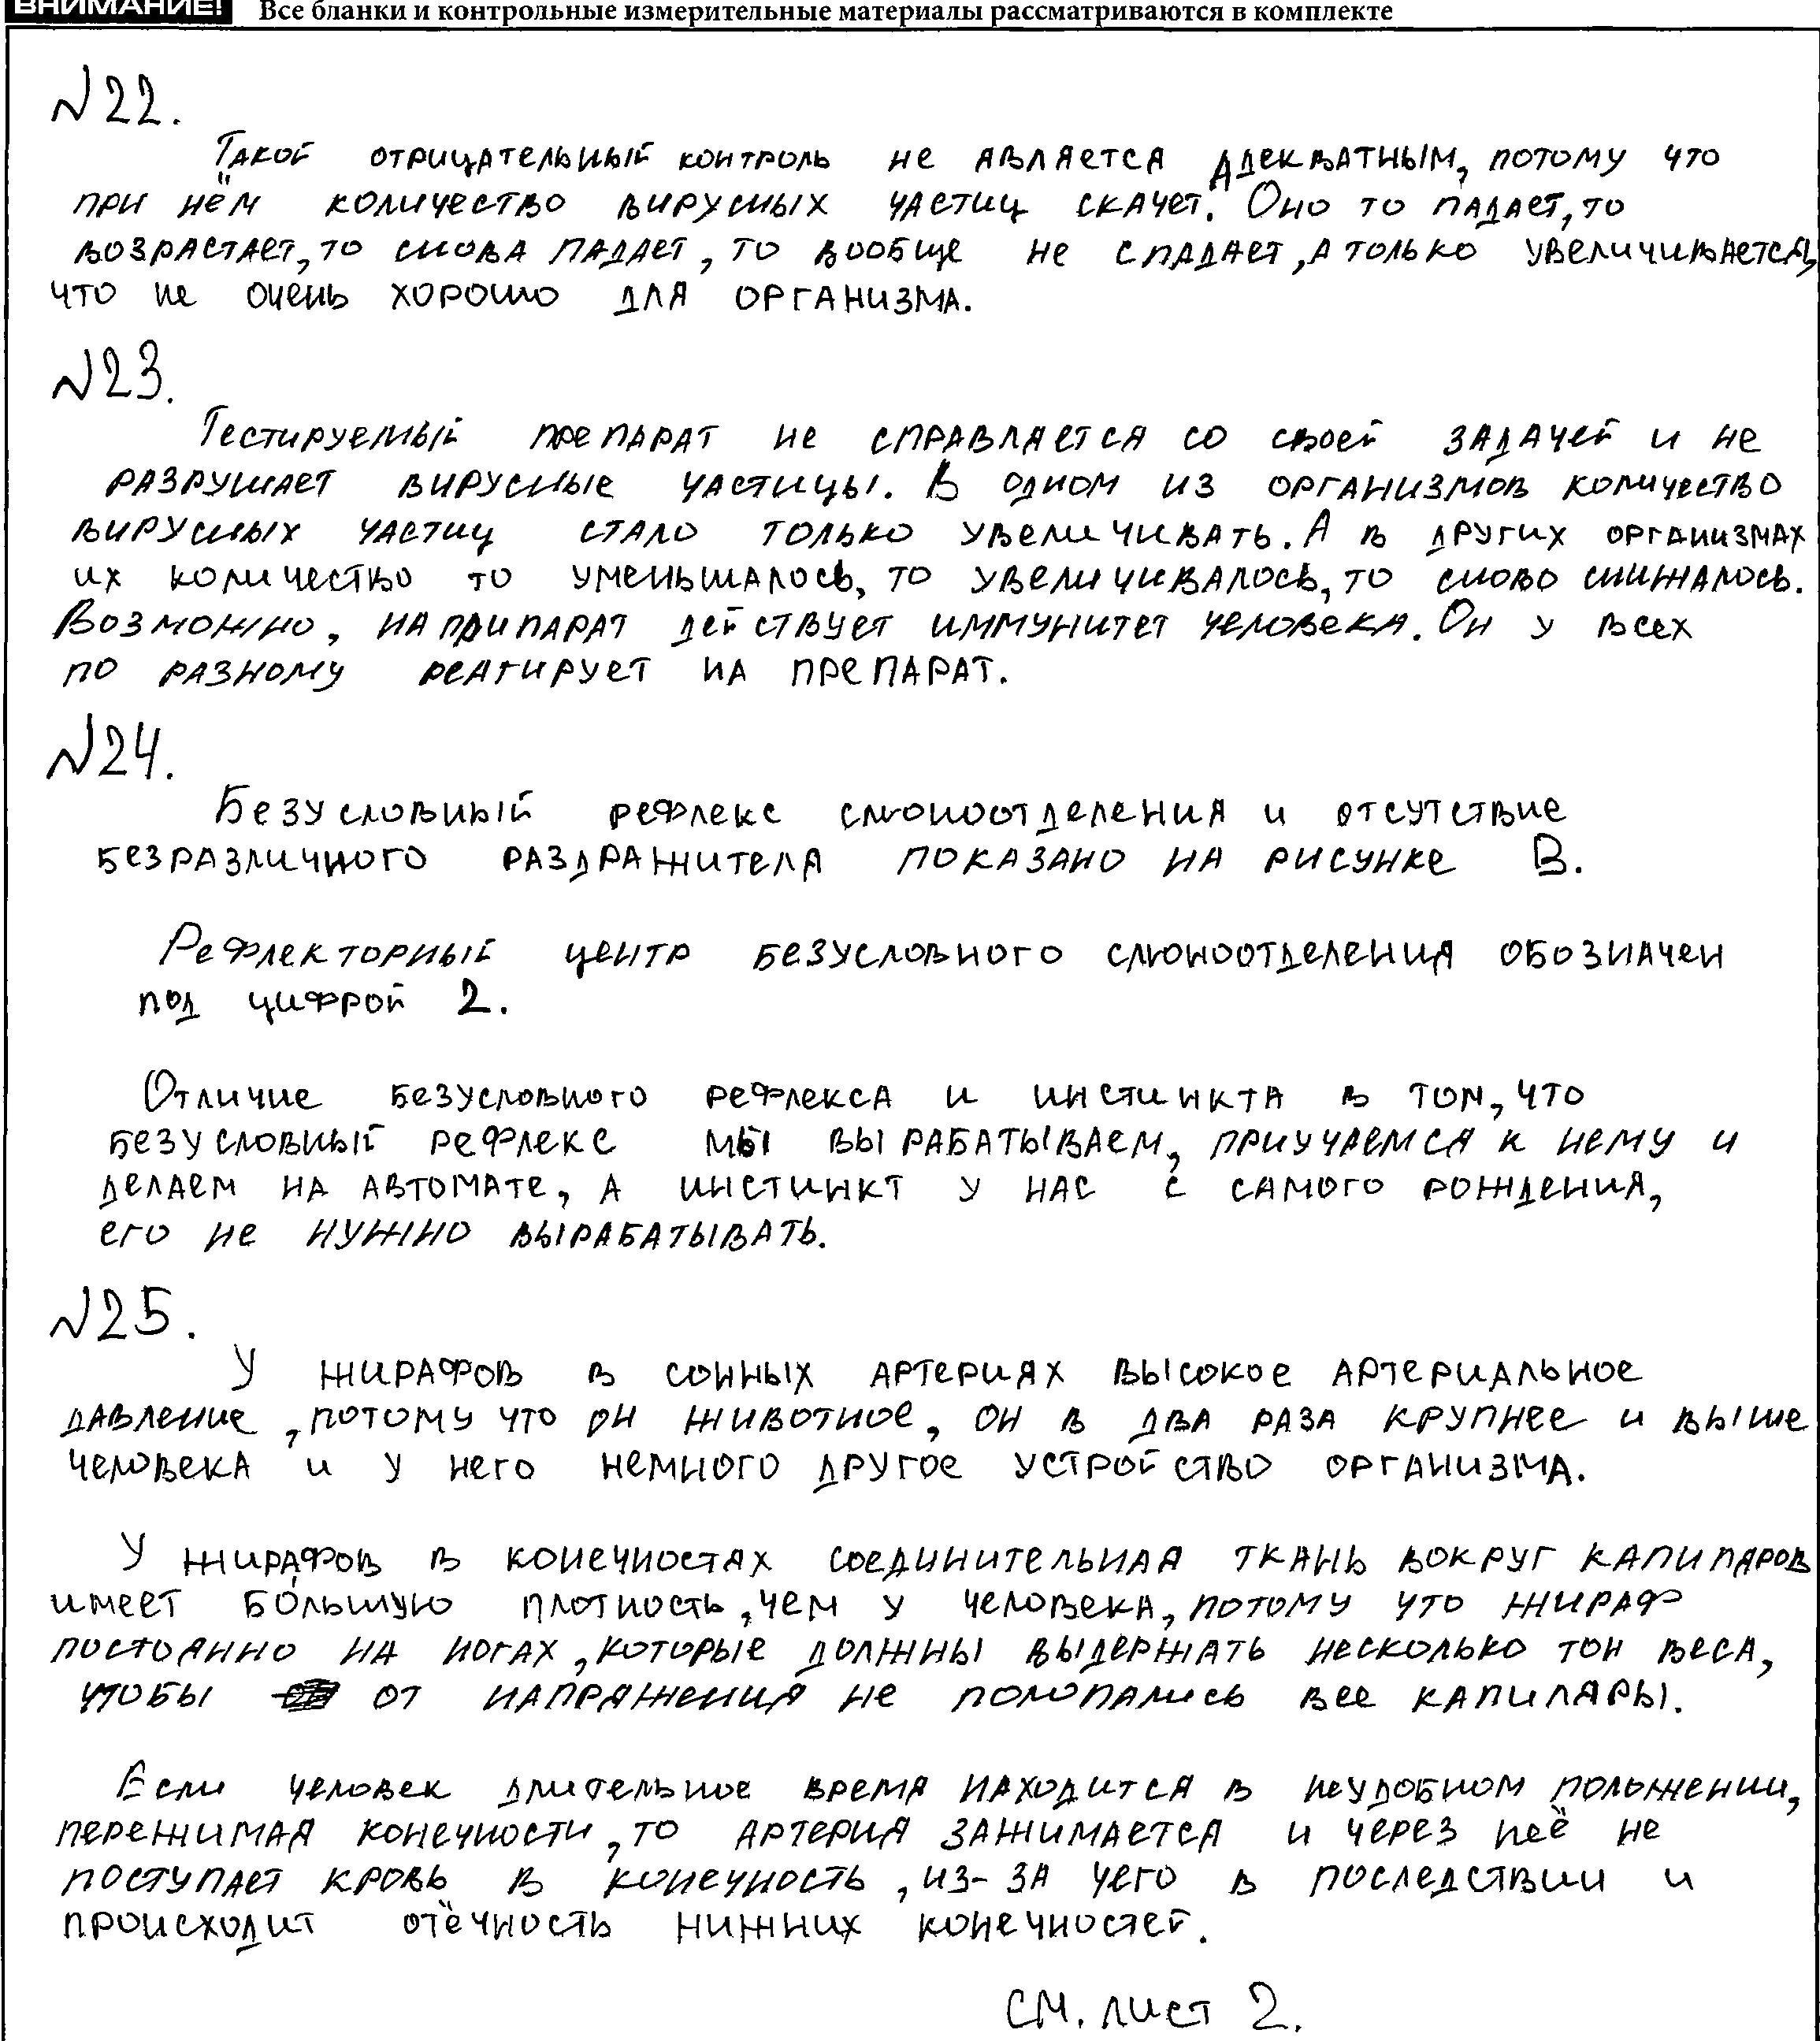 ВНИМАНИЕ! Все бланки и контрольные измерительные материалы рассматриваются в комплекте
№22.
Такой отрицательный контроль не является адекватным, потому что
при нём количество вирусных частиц скачет. Оно то падает, то
возрастает, то снова падает, то вообще не спадает, а только увеличивается,
что не очень хорошо для организма.
№23.
Тестируемый препарат не справляется со своей задачей и не
разрушает вирусные частицы. В одном из организмов количество
вирусных частиц стало только увеличивать. А в других организмах
их количество то уменьшалось, то увеличивалось, то сново снижалось.
Возможно, на припарат действует иммунитет человека. Он у всех
по разному реагирует на препарат.
№24.
Безусловный рефлекс слюноотделения и отсутствие
безразличного раздражителя показано на рисунке В.
Рефлекторный центр безусловного слюноотделения обозначен
под цифрой 2.
Отличие безусловного рефлекса и инстинкта в том, что
безусловный рефлекс мы вырабатываем, приучаемся к нему и
делаем на автомате, а инстинкт у нас с самого рождения,
его не нужно вырабатывать.
№25.
У жирафов в сонных артериях высокое артериальное
давление, потому что он животное, он в два раза крупнее и выше
человека и у него немного другое устройство организма.
У жирафов в конечностах соединительная ткань вокруг капиларов
имеет бо́льшую плотность, чем у человека, потому что жираф
постоянно на ногах, которые должны выдержать несколько тон веса,
чтобы от напряжения не полопались все капиляры.
Если человек длительное время находится в неудобном положении,
пережимая конечности, то артерия зажимается и через неё не
поступает кровь в конечность, из-за чего в последствии и
происходит отёчность нижних конечностей.
см. лист 2.